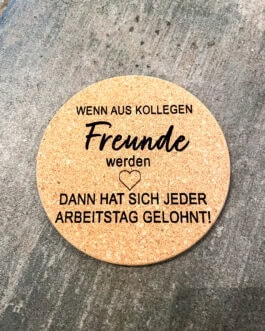 WENN AUS KOLLEGEN
Freunde
werden
DANN HAT SICH JEDER
ARBEITSTAG GELOHNT!